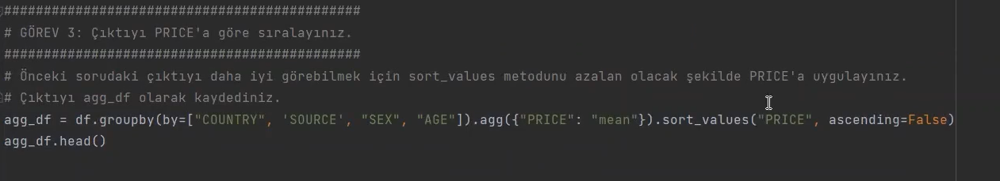 #############################################
# GÖREV 3: Çıktıyı PRICE'a göre sıralayınız.
#############################################
# Önceki sorudaki çıktıyı daha iyi görebilmek için sort_values metodunu azalan olacak şekilde PRICE'a uygulayınız.
# Çıktıyı agg_df olarak kaydediniz.
agg_df = df.groupby(by=["COUNTRY", 'SOURCE', "SEX", "AGE"]).agg({"PRICE": "mean"}).sort_values("PRICE", ascending=False)
agg_df.head()